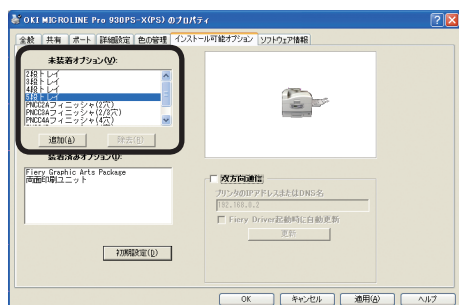 OKI MICROLINE Pro 930PS-X(PS) のプロパティ
全般 共有 ポート 詳細設定 色の管理 インストール可能オプション ソフトウェア情報
未装着オプション(V):
2段トレイ
3段トレイ
4段トレイ
5段トレイ
PNCC2Aフィニッシャ(2穴)
PNCC3Aフィニッシャ(2/3穴)
PNCC4Aフィニッシャ(4穴)
追加(A) 除去(R)
装着済みオプション(U):
Fiery Graphic Arts Package
両面印刷ユニット
双方向通信
プリンタのIPアドレスまたはDNS名
192.168.0.2
Fiery Driver起動時に自動更新
更新
初期設定(D)
OK キャンセル 適用(A) ヘルプ